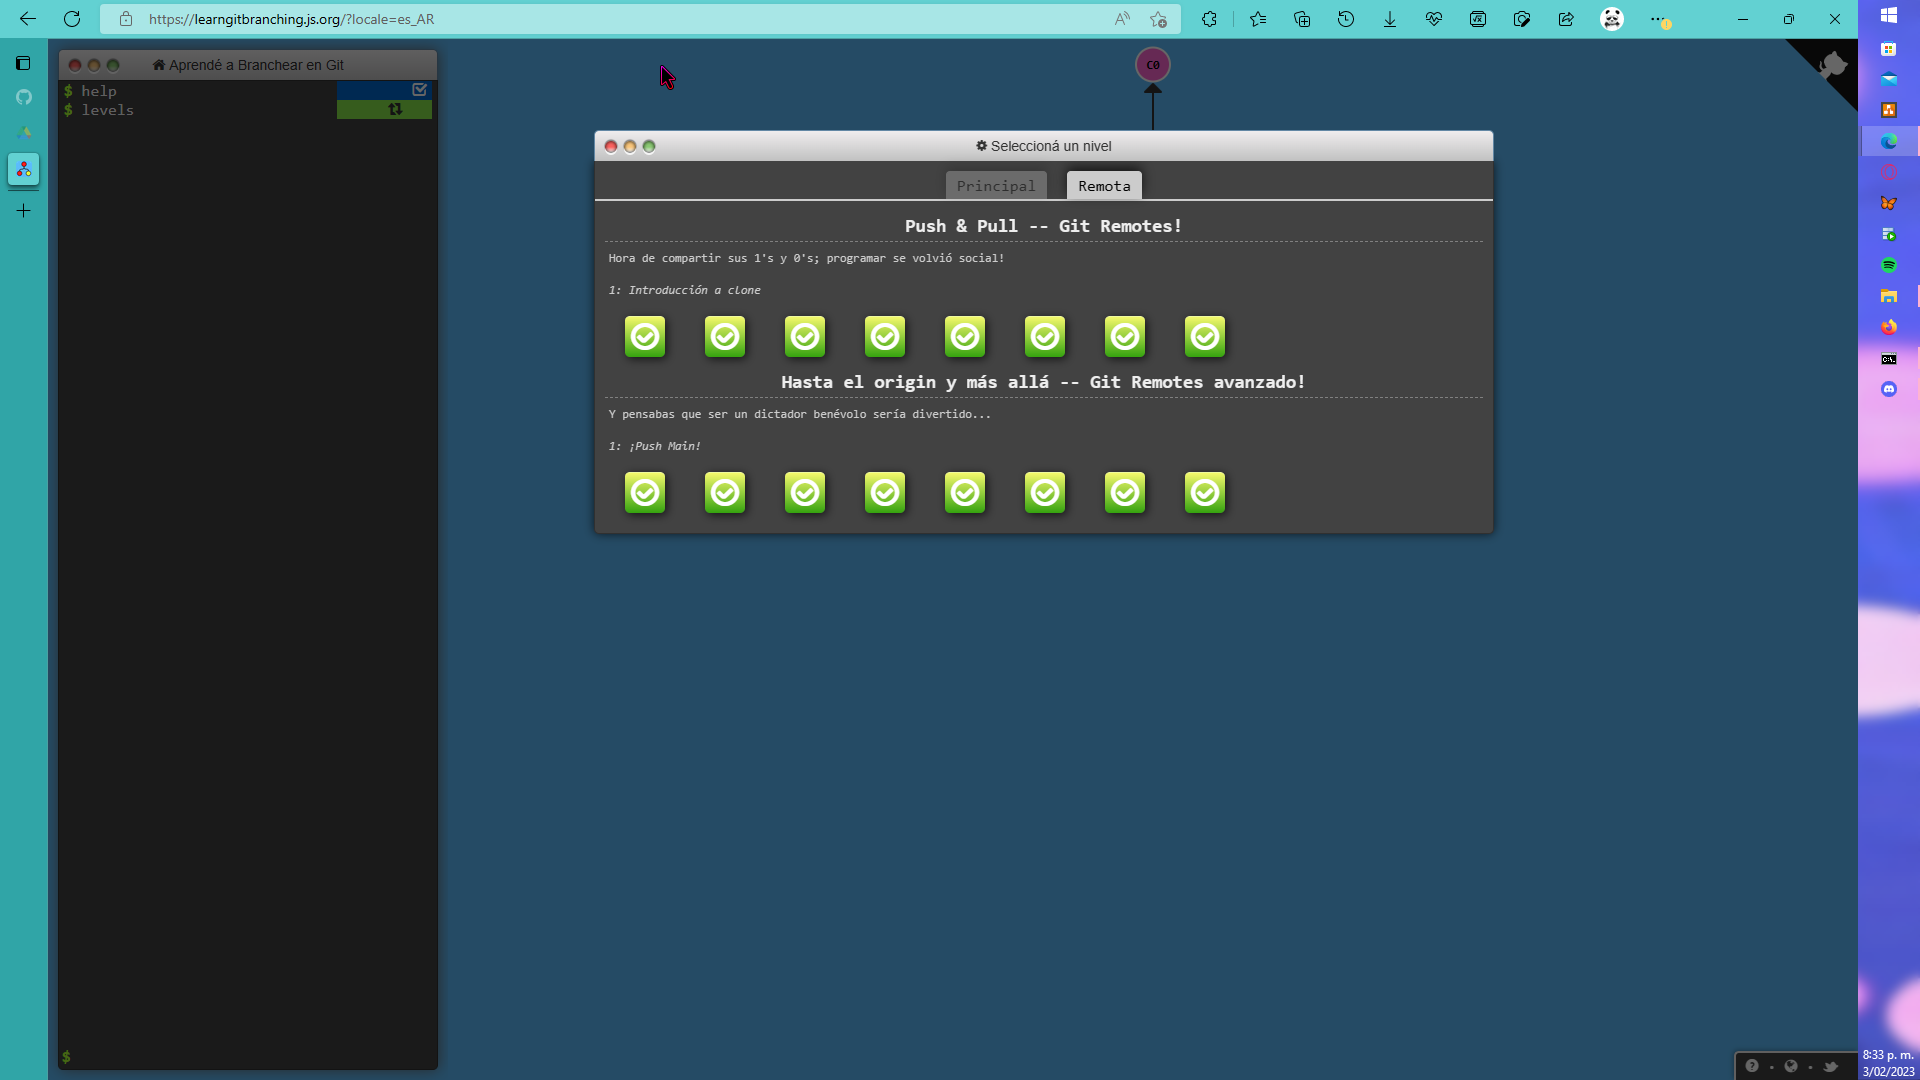 https://learngitbranching.js.org/?locale=es_AR
Aprendé a Branchear en Git
$ help
$ levels
C0
Seleccioná un nivel
Principal
Remota
Push & Pull -- Git Remotes!
Hora de compartir sus 1's y 0's; programar se volvió social!
1: Introducción a clone
Hasta el origin y más allá -- Git Remotes avanzado!
Y pensabas que ser un dictador benévolo sería divertido...
1: ¡Push Main!
$
8:33 p. m.
3/02/2023